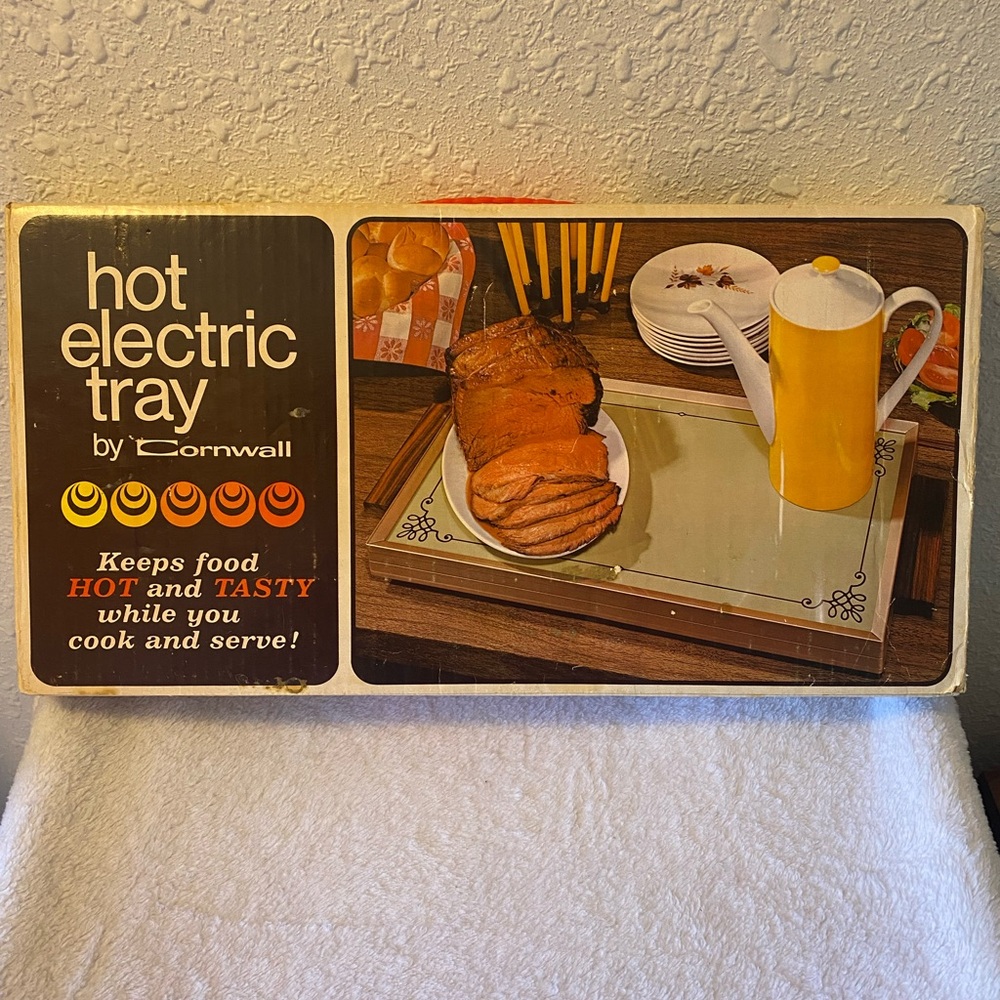 hot
electric
tray
by Cornwall
Keeps food
HOT and TASTY
while you
cook and serve!